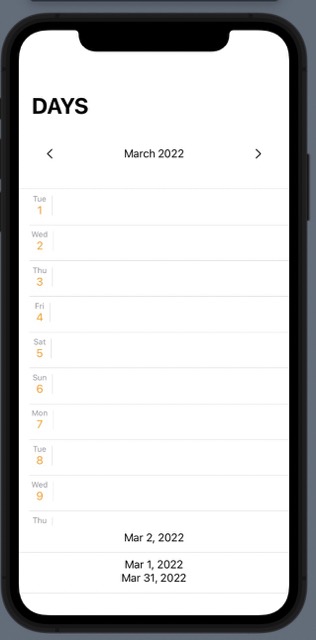 DAYS
March 2022
Tue
1
Wed
2
Thu
3
Fri
4
Sat
5
Sun
6
Mon
7
Tue
8
Wed
9
Thu
Mar 2, 2022
Mar 1, 2022
Mar 31, 2022